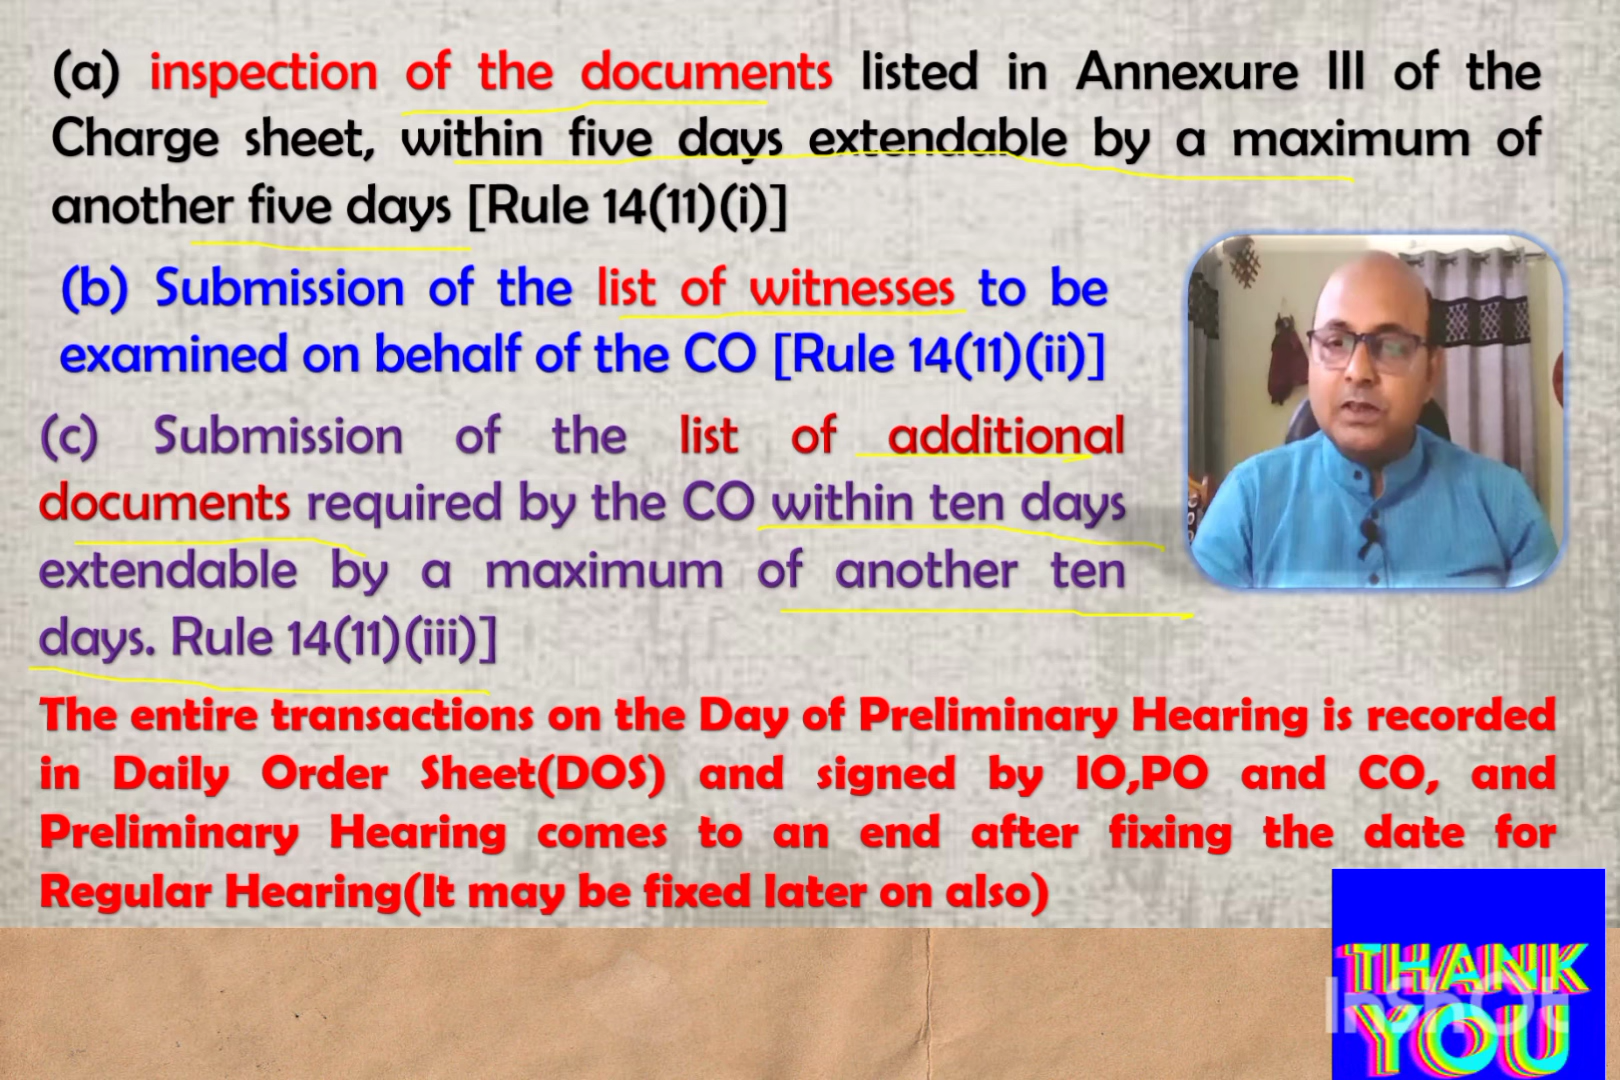 (a) inspection of the documents listed in Annexure III of the
Charge sheet, within five days extendable by a maximum of
another five days [Rule 14(11)(i)]
(b) Submission of the list of witnesses to be
examined on behalf of the CO [Rule 14(11)(ii)]
(c) Submission of the list of additional
documents required by the CO within ten days
extendable by a maximum of another ten
days. Rule 14(11)(iii)]
The entire transactions on the Day of Preliminary Hearing is recorded
in Daily Order Sheet(DOS) and signed by IO,PO and CO, and
Preliminary Hearing comes to an end after fixing the date for
Regular Hearing(It may be fixed later on also)
THANK
InShOt
YOU